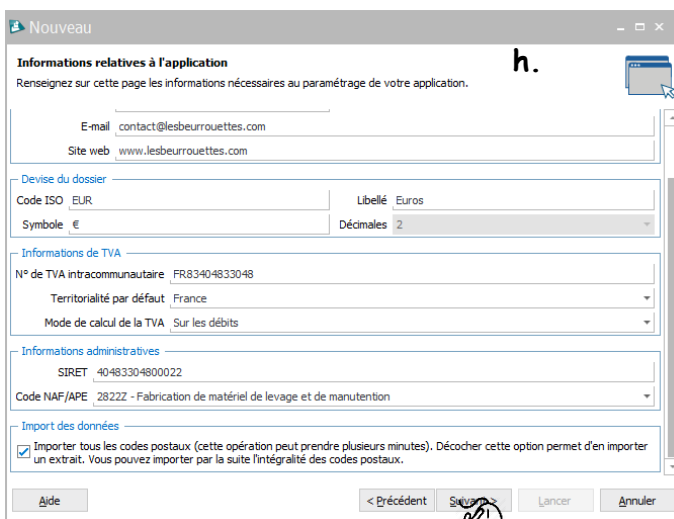 Nouveau
Informations relatives à l'application
h.
Renseignez sur cette page les informations nécessaires au paramétrage de votre application.
E-mail contact@lesbeurrouettes.com
Site web www.lesbeurrouettes.com
Devise du dossier
Code ISO EUR Libellé Euros
Symbole € Décimales 2
Informations de TVA
N° de TVA intracommunautaire FR83404833048
Territorialité par défaut France
Mode de calcul de la TVA Sur les débits
Informations administratives
SIRET 40483304800022
Code NAF/APE 2822Z - Fabrication de matériel de levage et de manutention
Import des données
Importer tous les codes postaux (cette opération peut prendre plusieurs minutes). Décocher cette option permet d'en importer
un extrait. Vous pouvez importer par la suite l'intégralité des codes postaux.
Aide < Précédent Suivant > Lancer Annuler